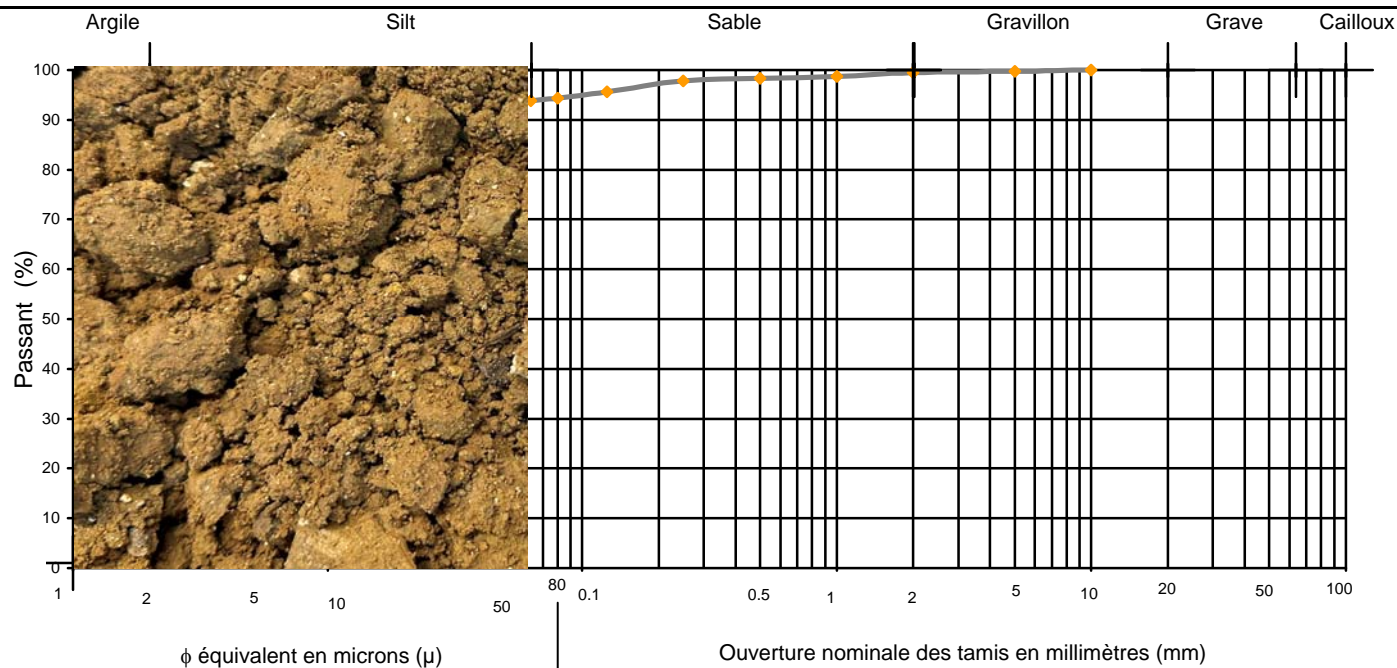 Argile Silt Sable Gravillon Grave Cailloux
100
90
80
70
60
50
40
30
20
10
0
Passant (%)
1 2 5 10 50 80 0.1 0.5 1 2 5 10 20 50 100
ϕ équivalent en microns (µ)
Ouverture nominale des tamis en millimètres (mm)